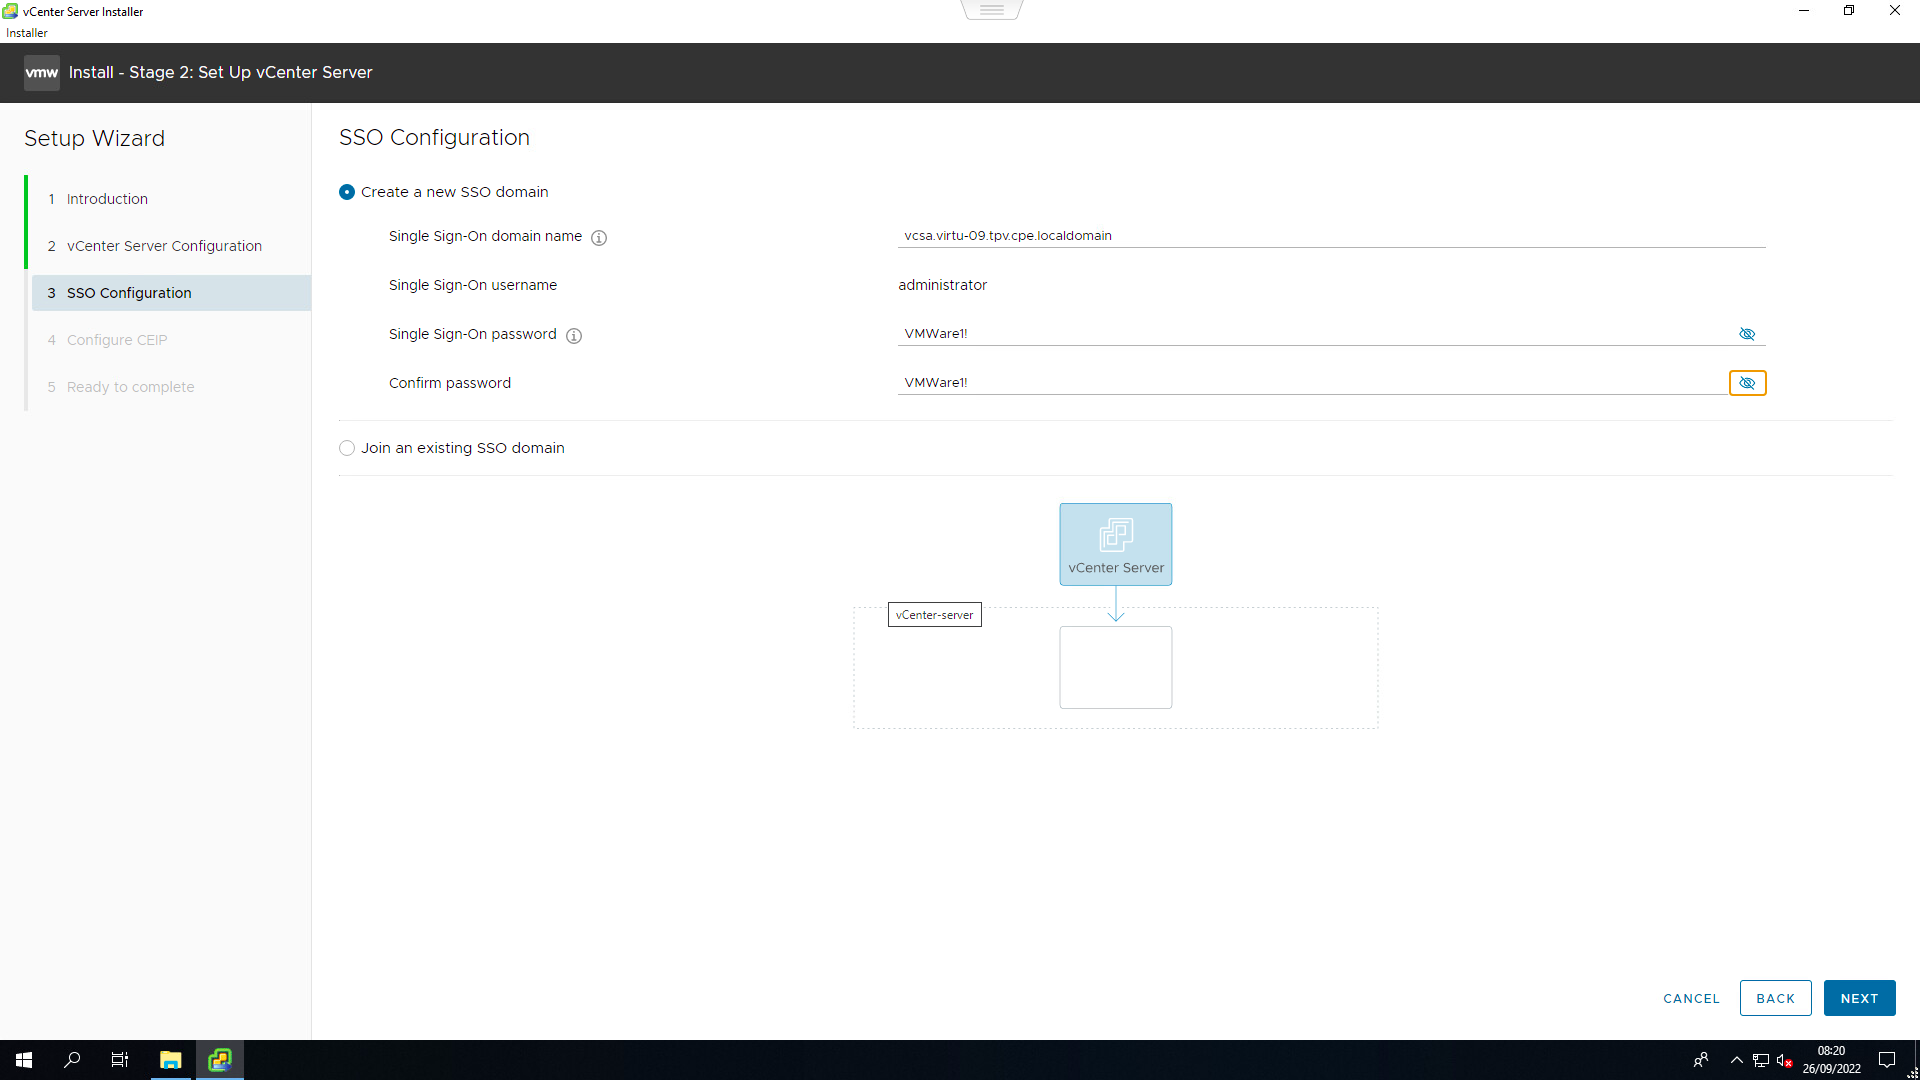 vCenter Server Installer
Installer
vmw Install - Stage 2: Set Up vCenter Server
Setup Wizard
1 Introduction
2 vCenter Server Configuration
3 SSO Configuration
4 Configure CEIP
5 Ready to complete
SSO Configuration
Create a new SSO domain
Single Sign-On domain name vcsa.virtu-09.tpv.cpe.localdomain
Single Sign-On username administrator
Single Sign-On password VMWare1!
Confirm password VMWare1!
Join an existing SSO domain
vCenter Server
vCenter-server
CANCEL BACK NEXT
08:20
26/09/2022